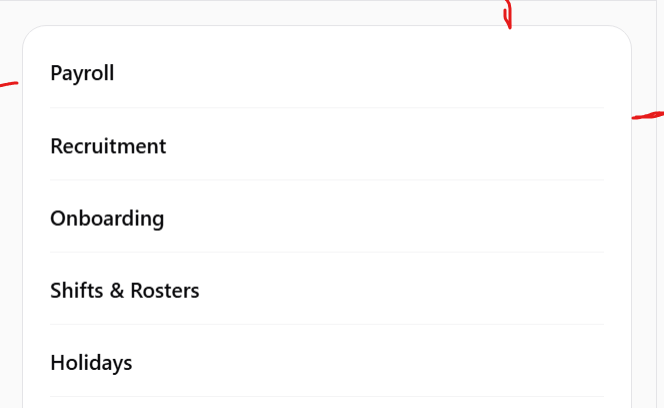 Payroll
Recruitment
Onboarding
Shifts & Rosters
Holidays